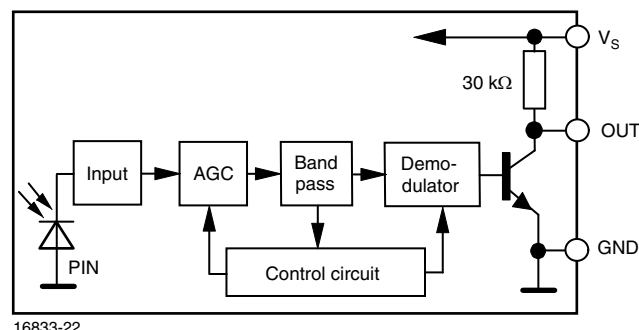 V_S
30 kΩ
OUT
Input
AGC
Band
pass
Demo-
dulator
GND
PIN
Control circuit
16833-22